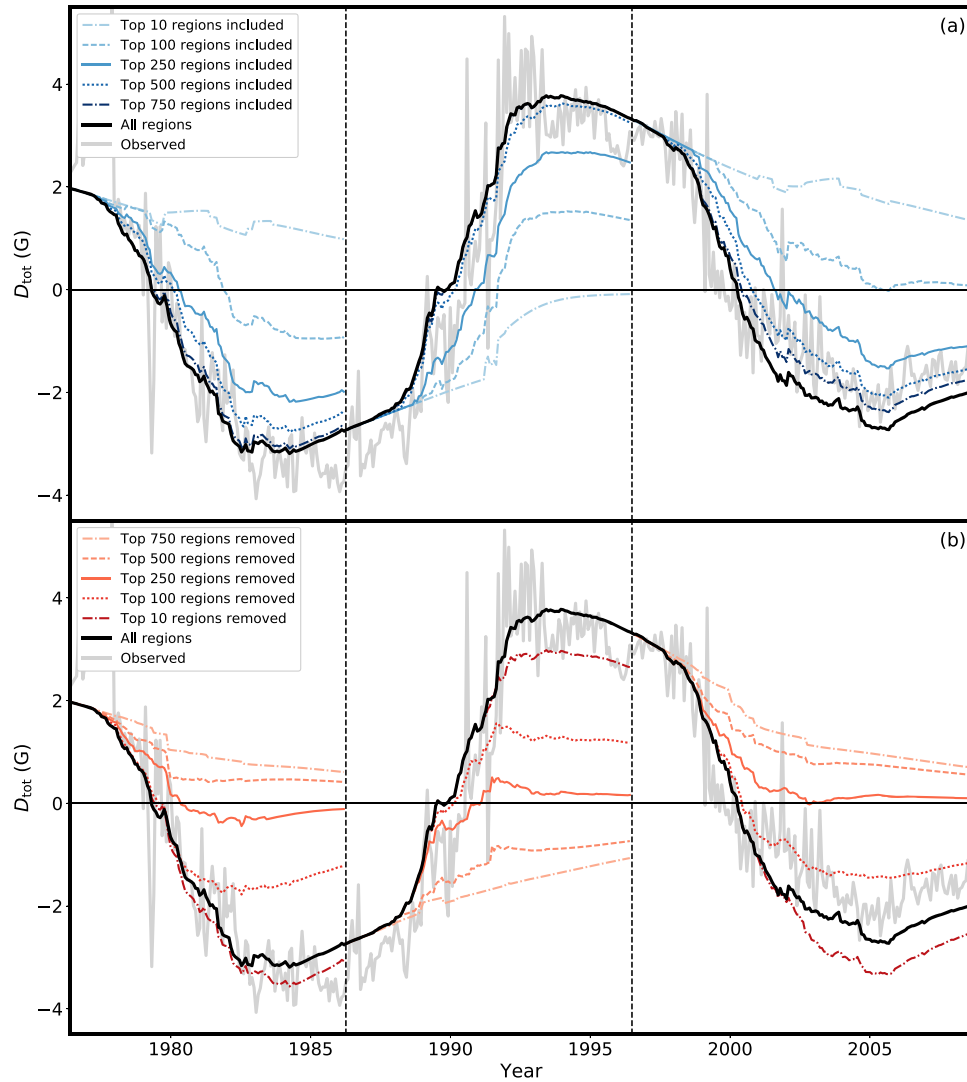 (a)
Top 10 regions included
Top 100 regions included
Top 250 regions included
Top 500 regions included
Top 750 regions included
All regions
Observed
4
2
0
−2
−4
D_tot (G)
(b)
Top 750 regions removed
Top 500 regions removed
Top 250 regions removed
Top 100 regions removed
Top 10 regions removed
All regions
Observed
4
2
0
−2
−4
D_tot (G)
1980 1985 1990 1995 2000 2005
Year